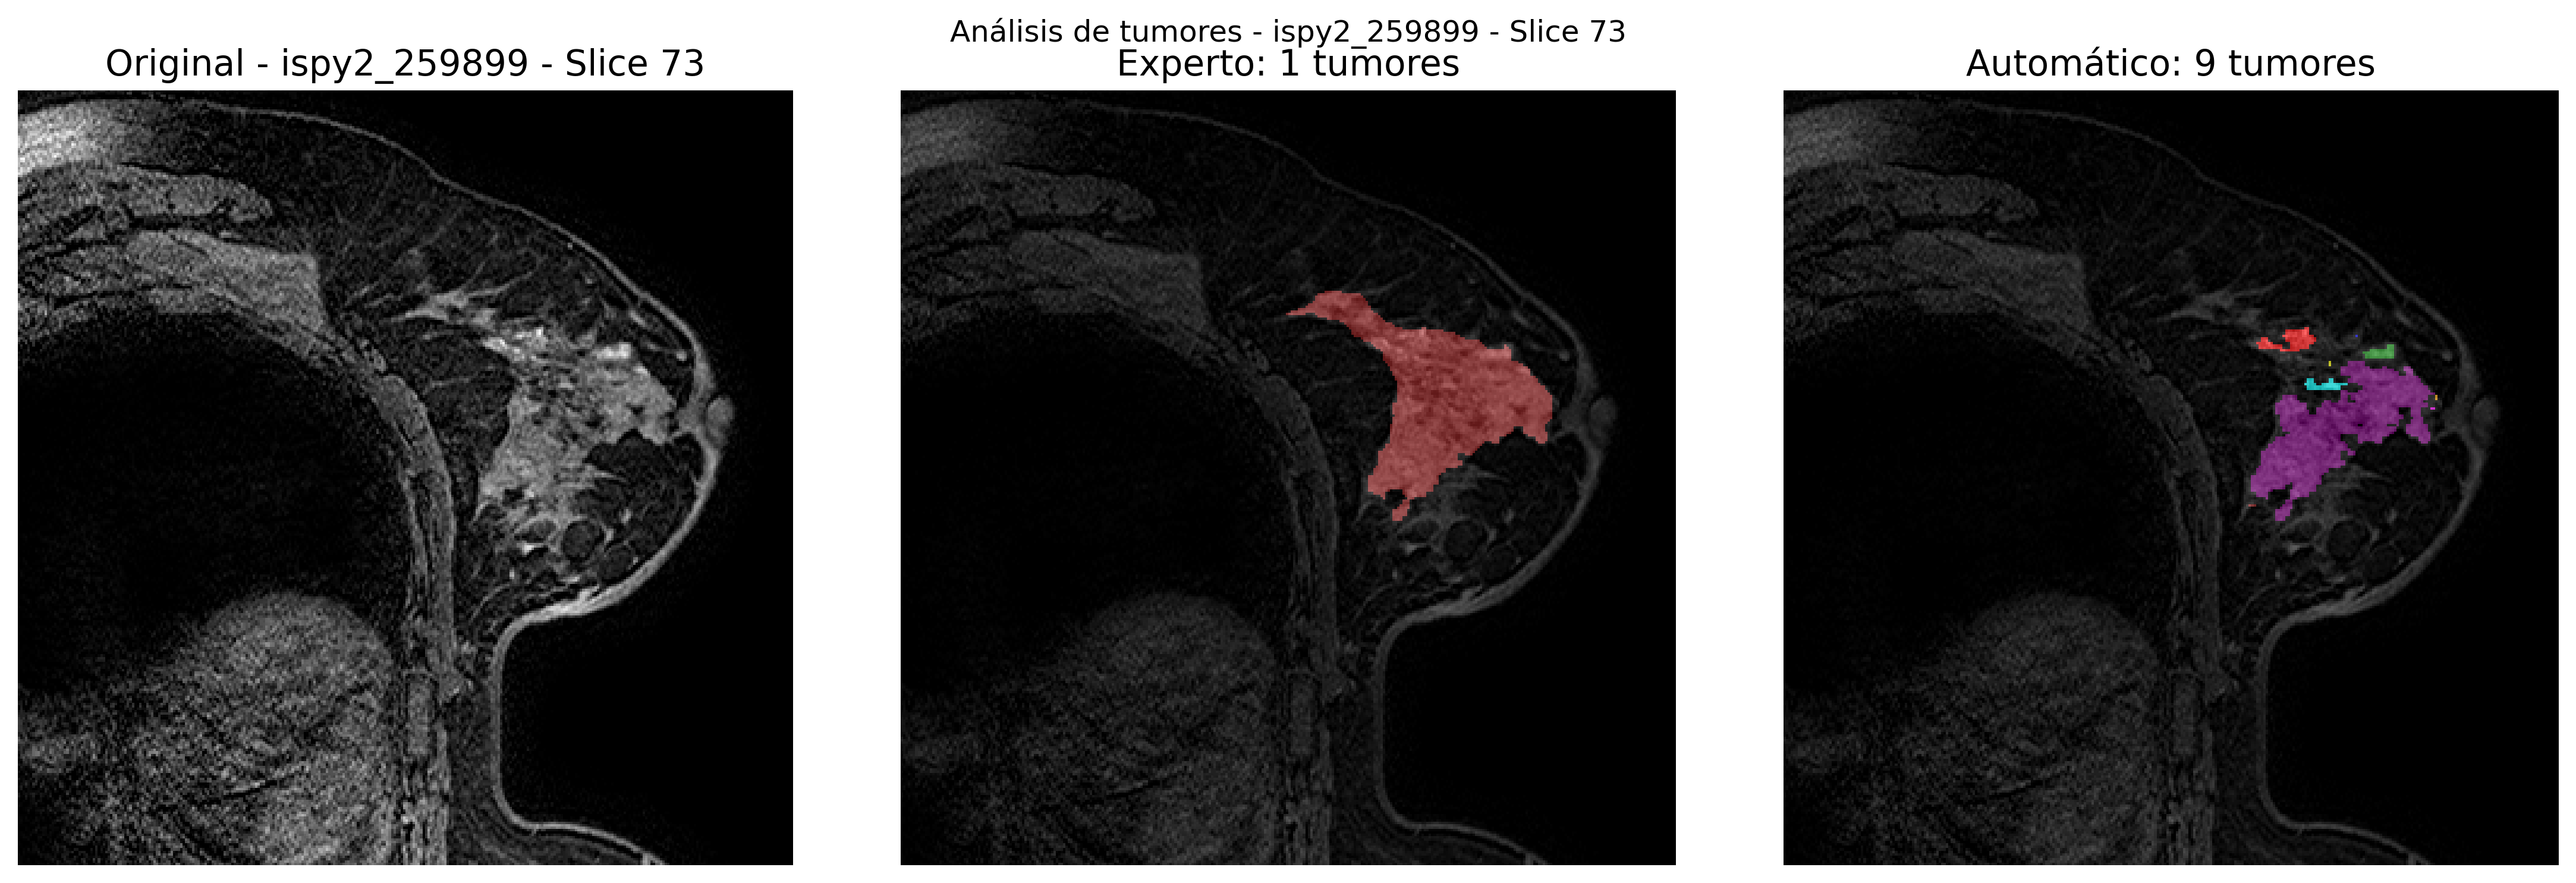 Análisis de tumores - ispy2_259899 - Slice 73
Original - ispy2_259899 - Slice 73
Experto: 1 tumores
Automático: 9 tumores